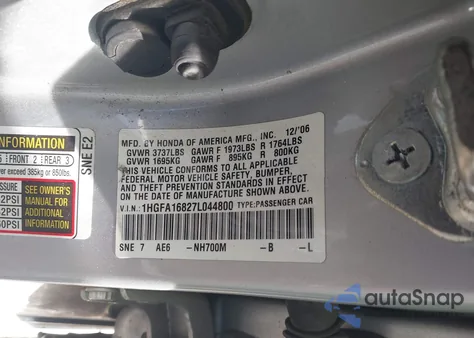 MFD. BY HONDA OF AMERICA MFG., INC. 12/'06
GVWR 3737LBS GAWR F 1973LBS R 1764LBS
GVWR 1695KG GAWR F 895KG R 800KG
THIS VEHICLE CONFORMS TO ALL APPLICABLE
FEDERAL MOTOR VEHICLE SAFETY, BUMPER,
AND THEFT PREVENTION STANDARDS IN EFFECT
ON THE DATE OF MANUFACTURE SHOWN ABOVE.
V.I.N.: 1HGFA16827L044800 TYPE:PASSENGER CAR
SNE 7 AE6 -NH700M -B -L
SNE E2
INFORMATION
FRONT 2 REAR 3
er exceed 385kg or 850lbs.
SEE OWNER'S
MANUAL FOR
ADDITIONAL
INFORMATION
2PSI
2PSI
60PSI
autoSnap